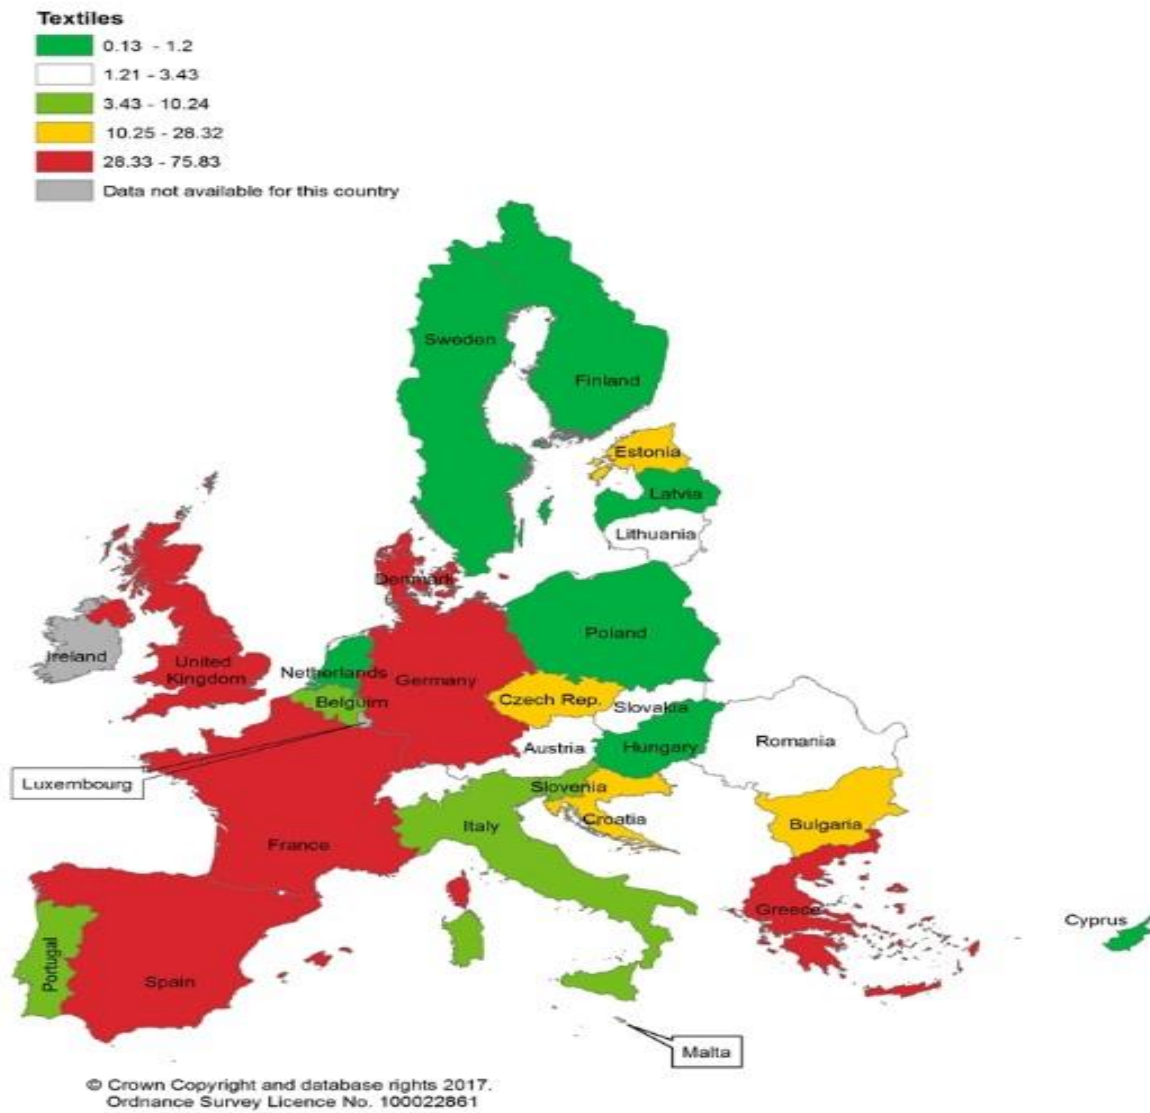 Textiles
0.13 - 1.2
1.21 - 3.43
3.43 - 10.24
10.25 - 28.32
28.33 - 75.83
Data not available for this country
Sweden
Finland
Estonia
Latvia
Lithuania
Denmark
Poland
Ireland
United
Kingdom
Netherlands
Germany
Belguim
Czech Rep.
Slovakia
Austria
Hungary
Romania
Luxembourg
Slovenia
Croatia
Italy
Bulgaria
France
Greece
Cyprus
Portugal
Spain
Malta
© Crown Copyright and database rights 2017.
Ordnance Survey Licence No. 100022861